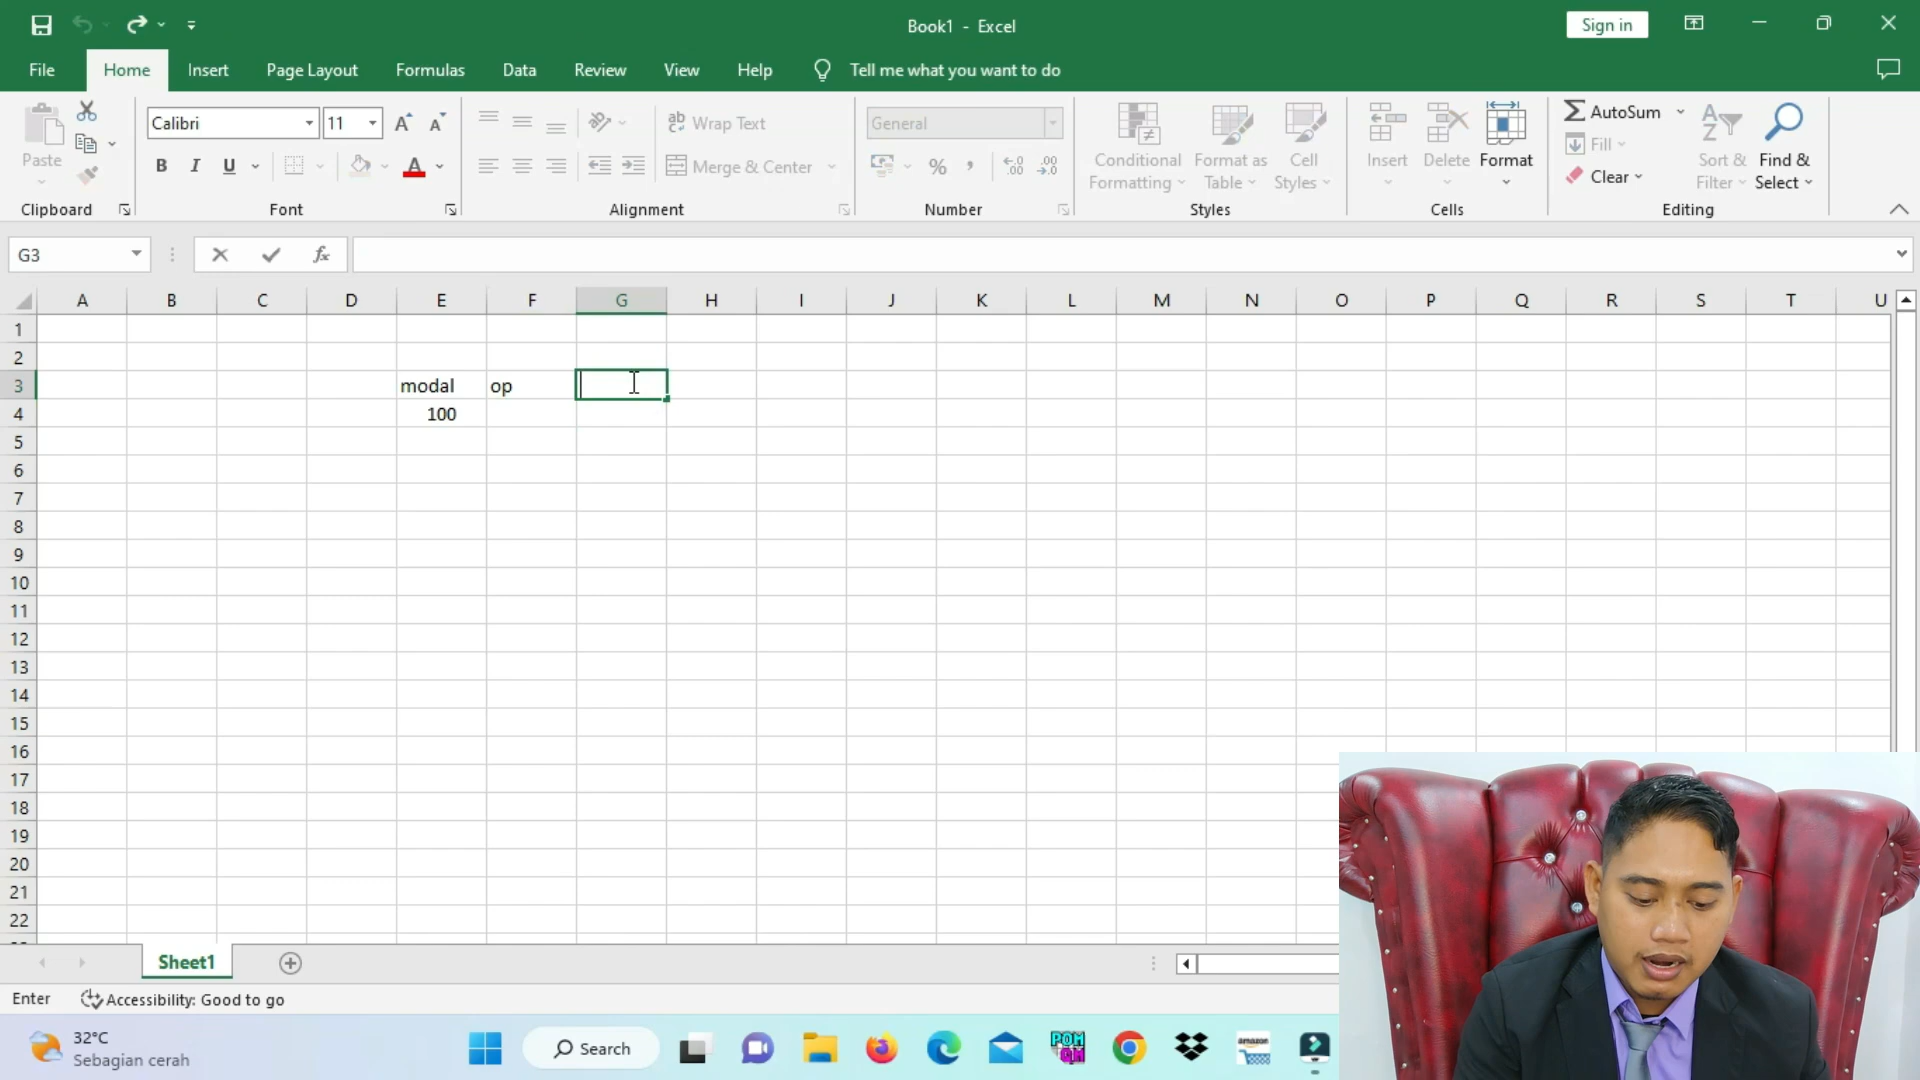 Book1 - Excel
Sign in
File Home Insert Page Layout Formulas Data Review View Help Tell me what you want to do
Paste
Clipboard
Calibri 11
B I U A
Font
ab Wrap Text
Merge & Center
Alignment
General
% ,
Number
Conditional Formatting
Format as Table
Cell Styles
Styles
Insert Delete Format
Cells
AutoSum
Fill
Clear
Sort & Filter
Find & Select
Editing
G3 fx
A B C D E F G H I J K L M N O P Q R S T U
1
2
3 modal op
4 100
5
6
7
8
9
10
11
12
13
14
15
16
17
18
19
20
21
22
Sheet1
Enter Accessibility: Good to go
32°C
Sebagian cerah
Search
amazon